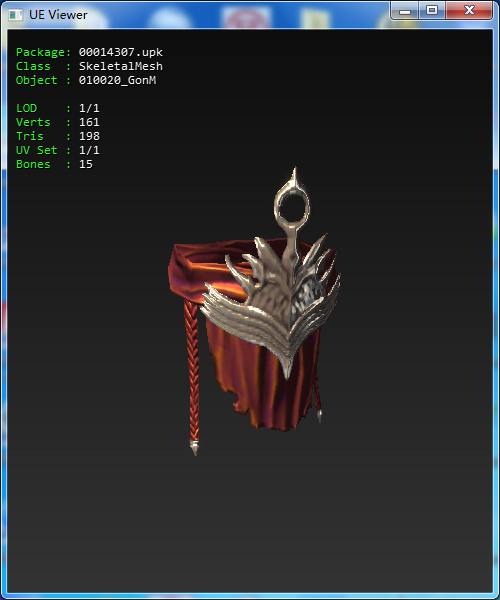 UE Viewer
Package: 00014307.upk
Class  : SkeletalMesh
Object : 010020_GonM
LOD    : 1/1
Verts  : 161
Tris   : 198
UV Set : 1/1
Bones  : 15